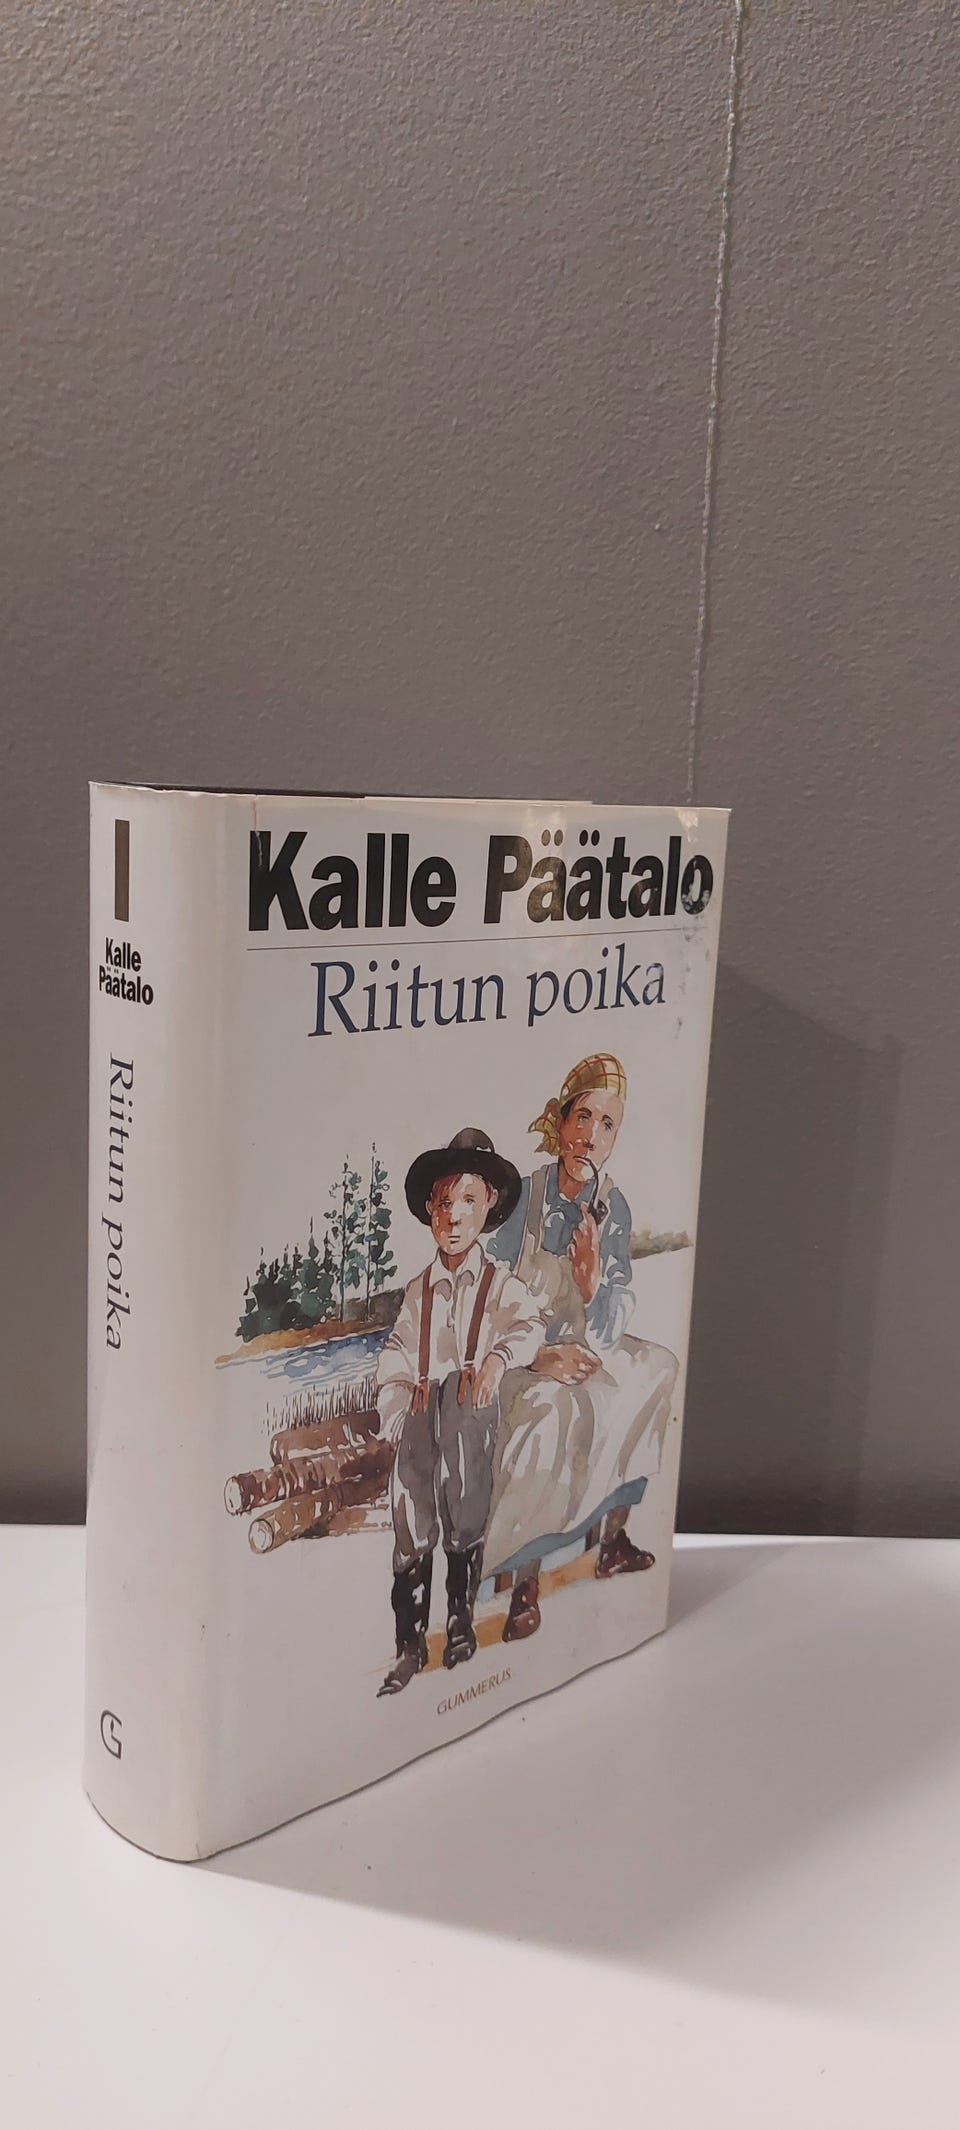 Kalle Päätalo
Riitun poika
GUMMERUS
Kalle
Päätalo
Riitun poika
G